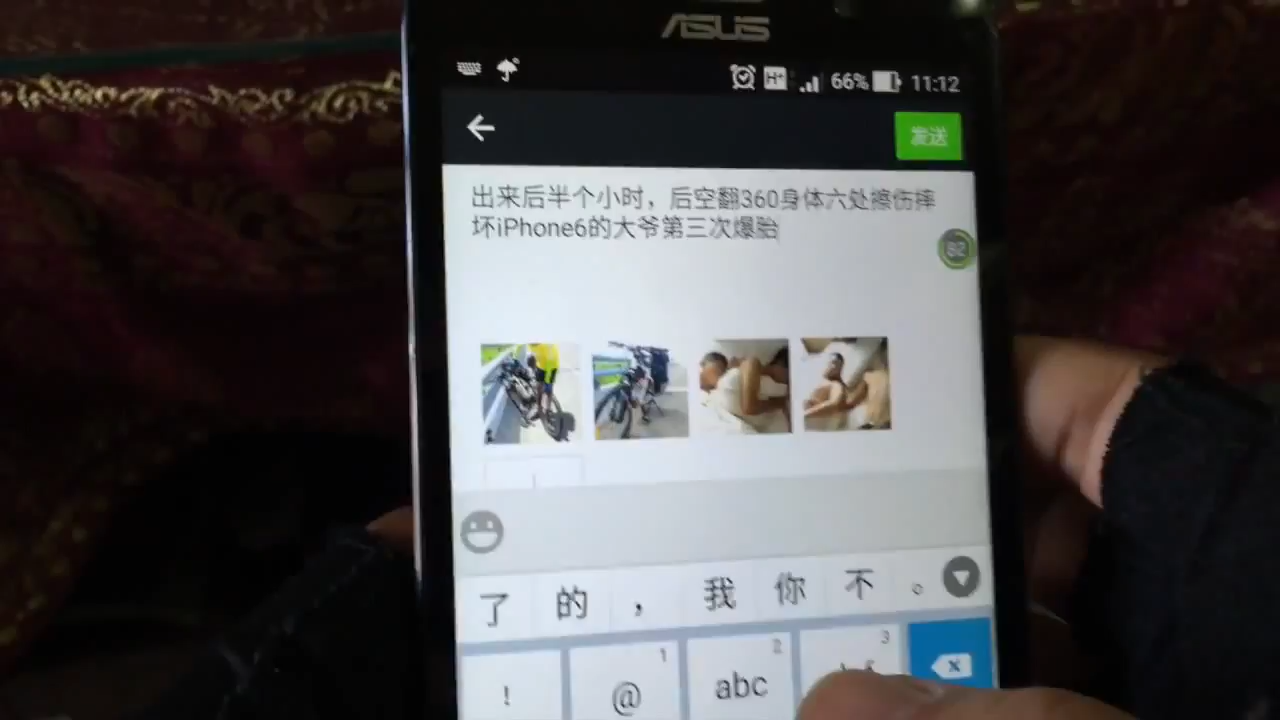 ASUS
H+ 66% 11:12
发送
出来后半个小时，后空翻360身体六处擦伤摔
坏iPhone6的大爷第三次爆胎
82
了 的 ， 我 你 不 。
! 1 @ 2 abc 3